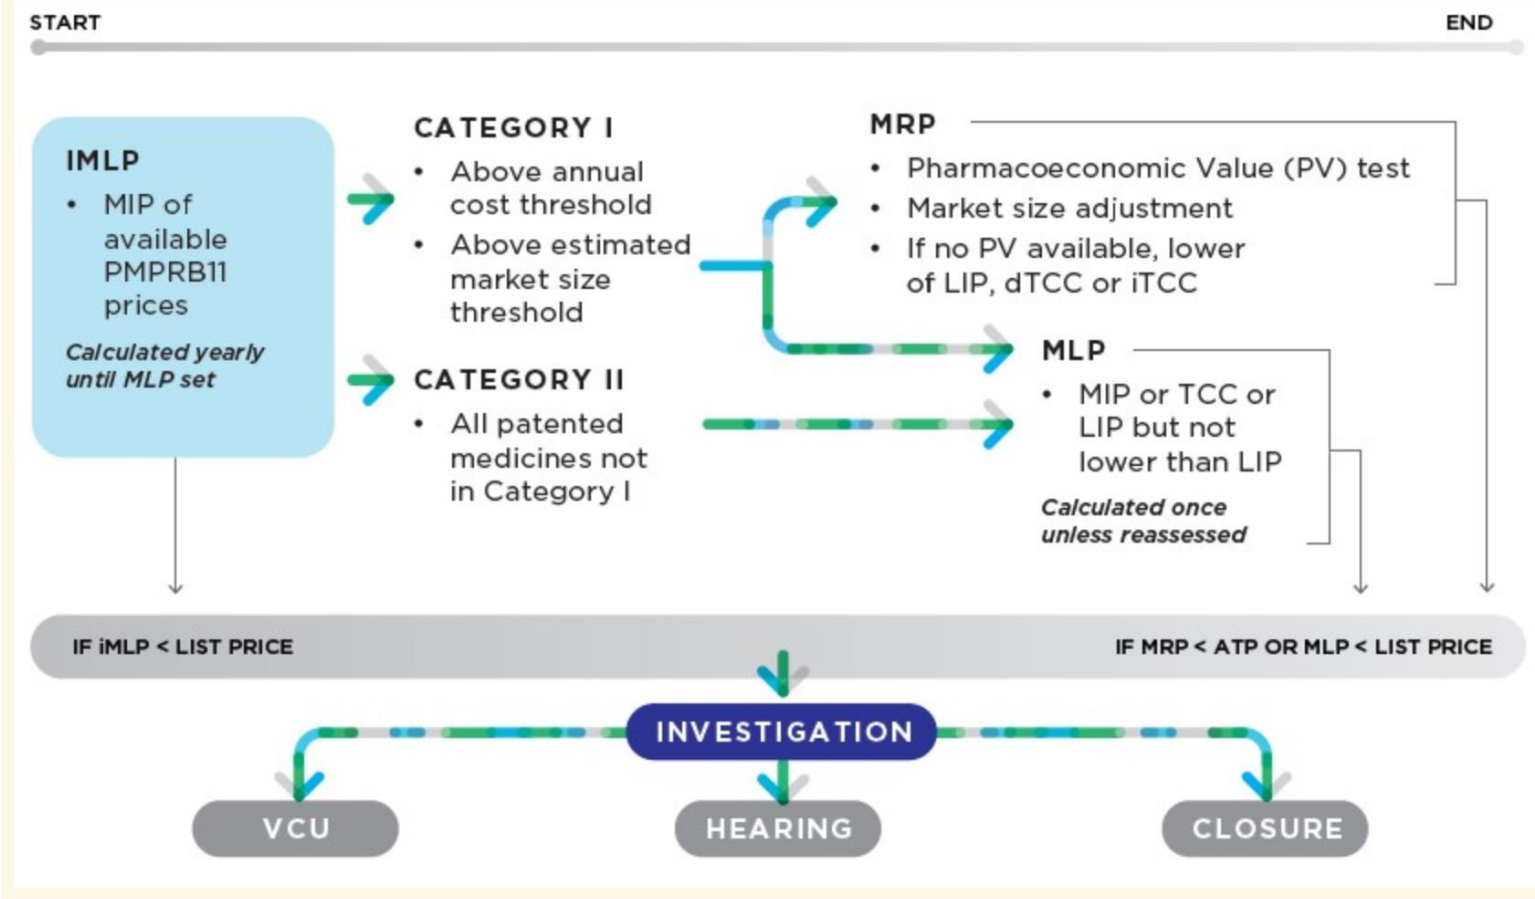 START
END
IMLP
• MIP of
available
PMPRB11
prices
Calculated yearly
until MLP set
CATEGORY I
• Above annual
cost threshold
• Above estimated
market size
threshold
CATEGORY II
• All patented
medicines not
in Category I
MRP
• Pharmacoeconomic Value (PV) test
• Market size adjustment
• If no PV available, lower
of LIP, dTCC or iTCC
MLP
• MIP or TCC or
LIP but not
lower than LIP
Calculated once
unless reassessed
IF iMLP < LIST PRICE
IF MRP < ATP OR MLP < LIST PRICE
INVESTIGATION
VCU
HEARING
CLOSURE